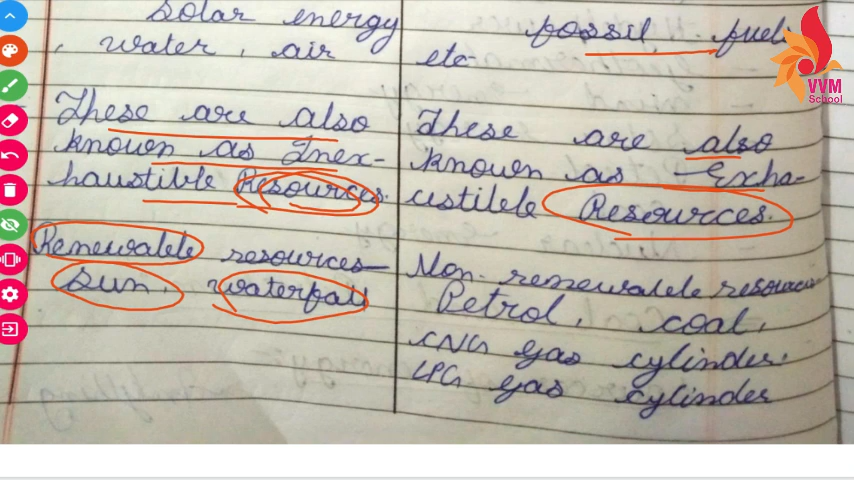 Solar energy
, water, air
These are also
known as Inex-
haustible Resources.
Renewable resources-
Sun, waterfall
fossil fuel
etc
These are also
known as Exha-
ustible Resources.
Non-renewable resources
Petrol, coal,
CNG gas cylinder.
LPG gas cylinder
VVM
School